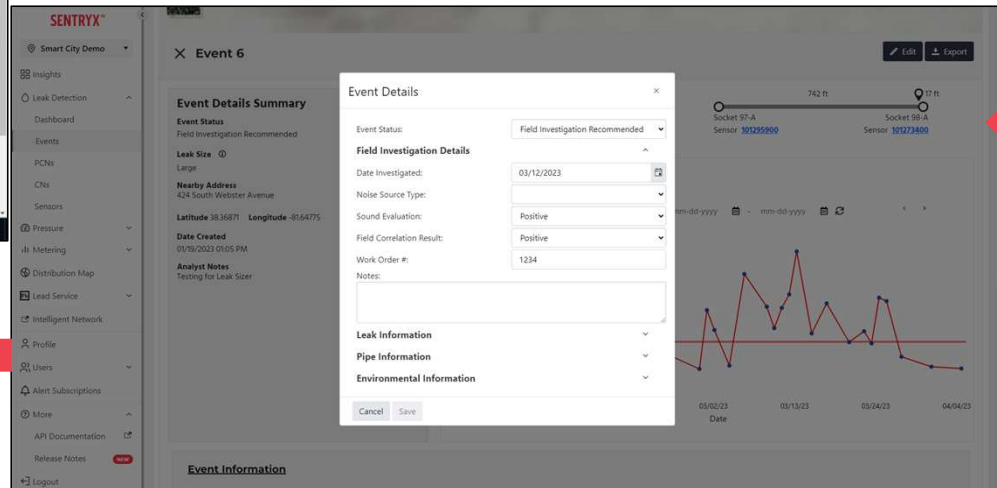 SENTRYX™
Smart City Demo
Insights
Leak Detection
Dashboard
Events
PCNs
CNs
Sensors
Pressure
Metering
Distribution Map
Lead Service
Intelligent Network
Profile
Users
Alert Subscriptions
More
API Documentation
Release Notes NEW
Logout
× Event 6
Edit
Export
Event Details Summary
Event Status
Field Investigation Recommended
Leak Size
Large
Nearby Address
424 South Webster Avenue
Latitude 38.36871 Longitude -81.64775
Date Created
01/19/2023 01:05 PM
Analyst Notes
Testing for Leak Sizer
Event Details ×
Event Status: Field Investigation Recommended
Field Investigation Details
Date Investigated: 03/12/2023
Noise Source Type:
Sound Evaluation: Positive
Field Correlation Result: Positive
Work Order #: 1234
Notes:
Leak Information
Pipe Information
Environmental Information
Cancel Save
742 ft 17 ft
Socket 97-A Socket 98-A
Sensor 101295900 Sensor 101273400
mm-dd-yyyy - mm-dd-yyyy
03/02/23 03/13/23 03/24/23 04/04/23
Date
Event Information